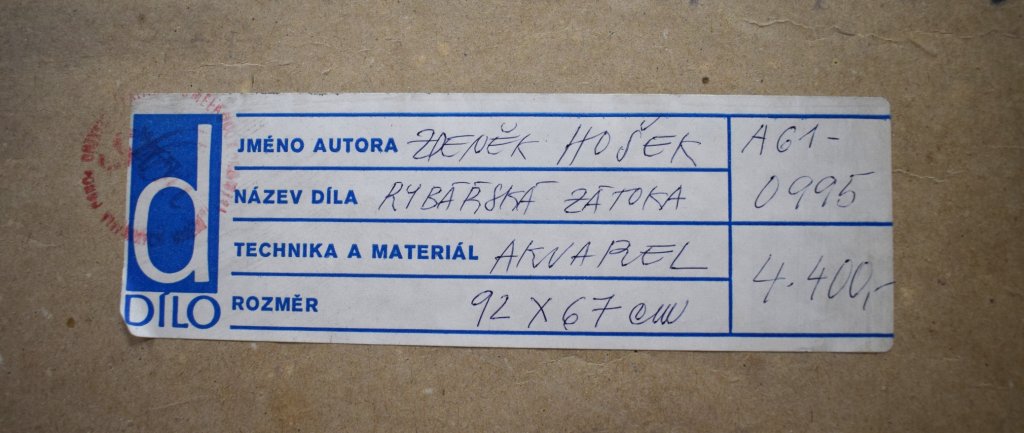 JMÉNO AUTORA ZDENĚK HOŠEK
A61-
0995
NÁZEV DÍLA RYBÁŘSKÁ ZÁTOKA
TECHNIKA A MATERIÁL AKVAREL
4.400,-
ROZMĚR 92 X 67 cm
d
DÍLO